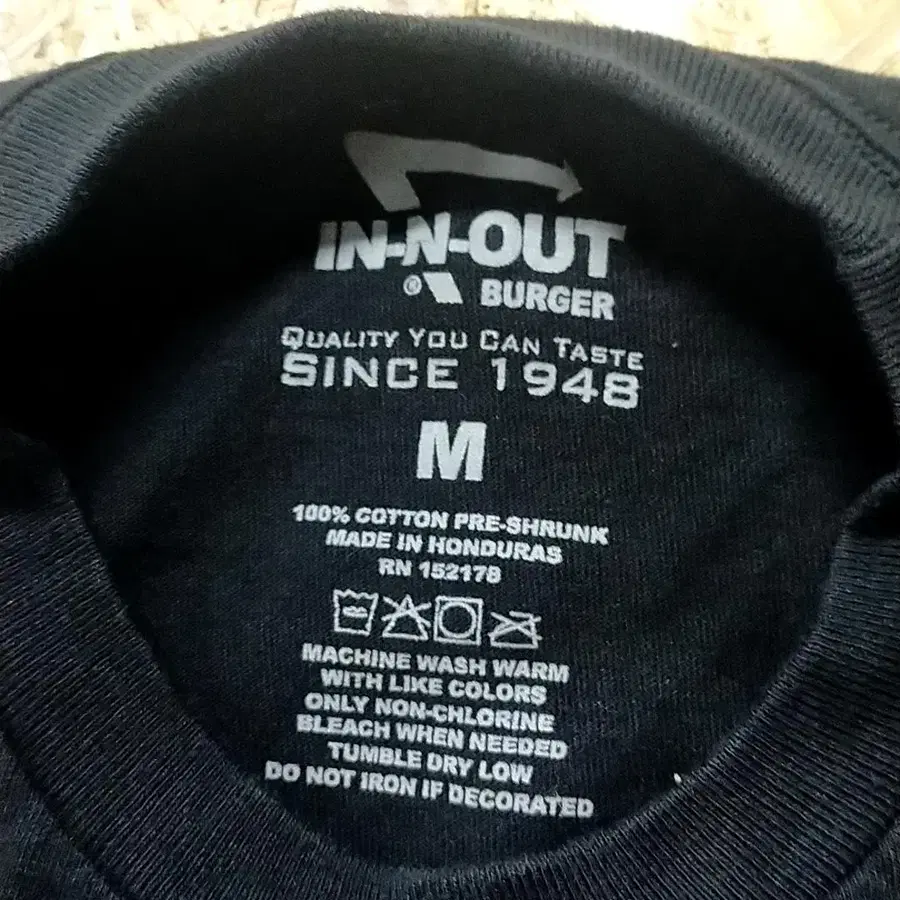 IN-N-OUT
® BURGER
QUALITY YOU CAN TASTE
SINCE 1948
M
100% COTTON PRE-SHRUNK
MADE IN HONDURAS
RN 152178
MACHINE WASH WARM
WITH LIKE COLORS
ONLY NON-CHLORINE
BLEACH WHEN NEEDED
TUMBLE DRY LOW
DO NOT IRON IF DECORATED